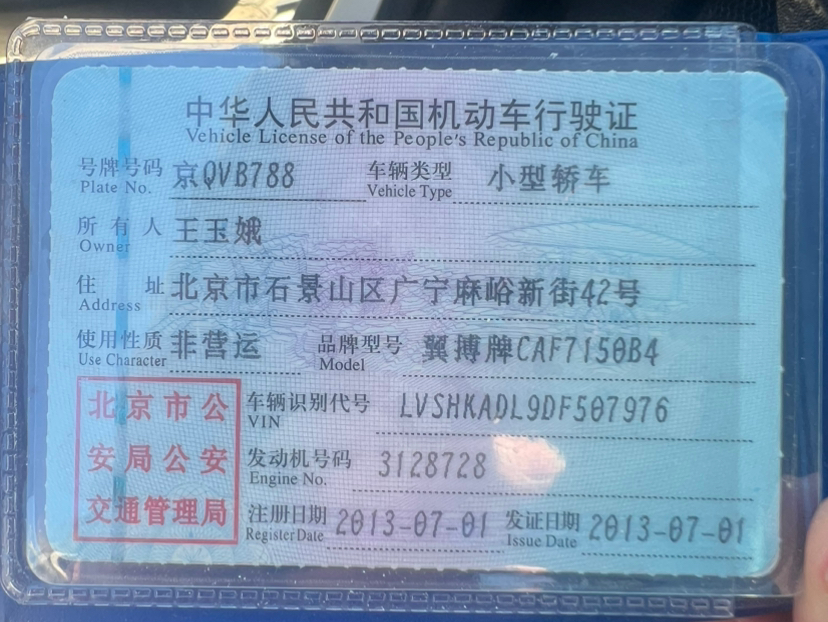 中华人民共和国机动车行驶证
Vehicle License of the People's Republic of China
号牌号码 京QVB788 车辆类型 小型轿车
Plate No. Vehicle Type
所有人 王玉娥
Owner
住址 北京市石景山区广宁麻峪新街42号
Address
使用性质 非营运 品牌型号 翼搏牌CAF7150B4
Use Character Model
北京市公
安局公安
交通管理局
车辆识别代号 LVSHKADL9DF507976
VIN
发动机号码 3128728
Engine No.
注册日期 2013-07-01 发证日期 2013-07-01
Register Date Issue Date